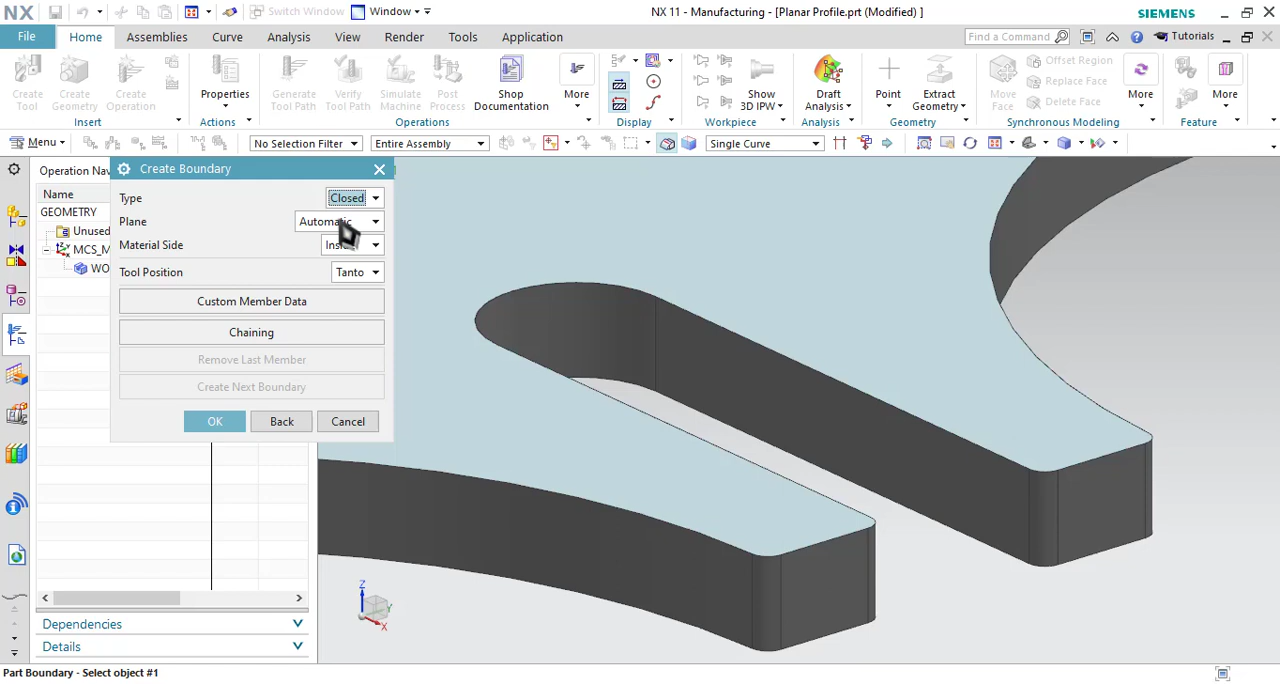 NX
Switch Window
Window
NX 11 - Manufacturing - [Planar Profile.prt (Modified) ]
SIEMENS
File
Home
Assemblies
Curve
Analysis
View
Render
Tools
Application
Find a Command
Tutorials
Create Tool
Create Geometry
Create Operation
Properties
Generate Tool Path
Verify Tool Path
Simulate Machine
Post Process
Shop Documentation
More
Show 3D IPW
Draft Analysis
Point
Extract Geometry
Move Face
Offset Region
Replace Face
Delete Face
More
More
Insert
Actions
Operations
Display
Workpiece
Analysis
Geometry
Synchronous Modeling
Feature
Menu
No Selection Filter
Entire Assembly
Single Curve
Operation Nav
Name
GEOMETRY
Unused
MCS_M
WO
Create Boundary
Type
Closed
Plane
Automatic
Material Side
Tool Position
Tanto
Custom Member Data
Chaining
Remove Last Member
Create Next Boundary
OK
Back
Cancel
Z
Y
X
Dependencies
Details
Part Boundary - Select object #1